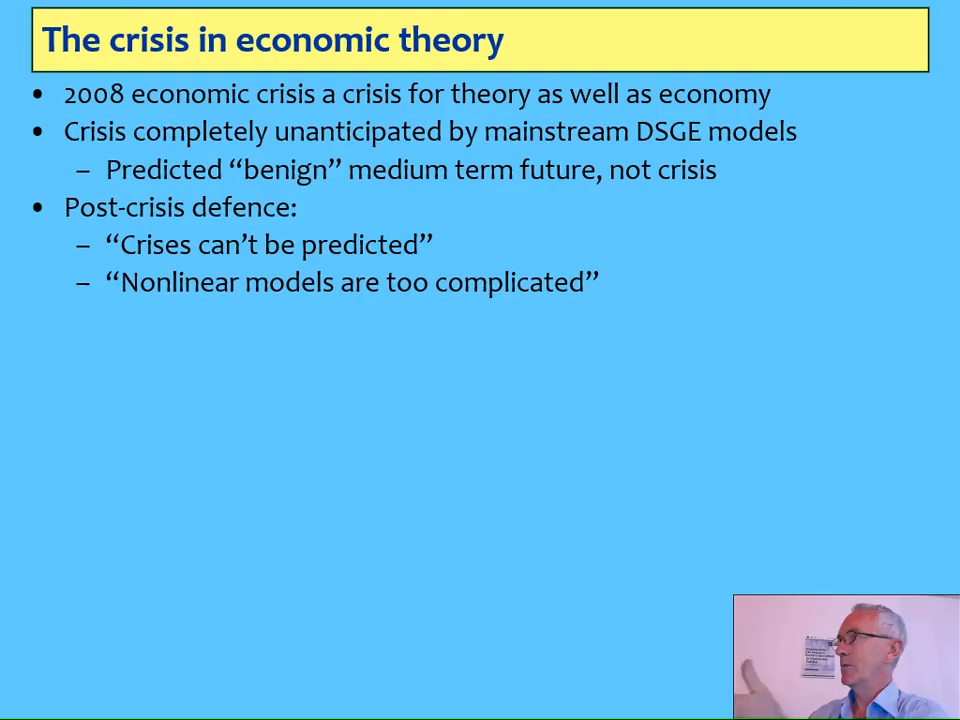 The crisis in economic theory
• 2008 economic crisis a crisis for theory as well as economy
• Crisis completely unanticipated by mainstream DSGE models
– Predicted “benign” medium term future, not crisis
• Post-crisis defence:
– “Crises can’t be predicted”
– “Nonlinear models are too complicated”